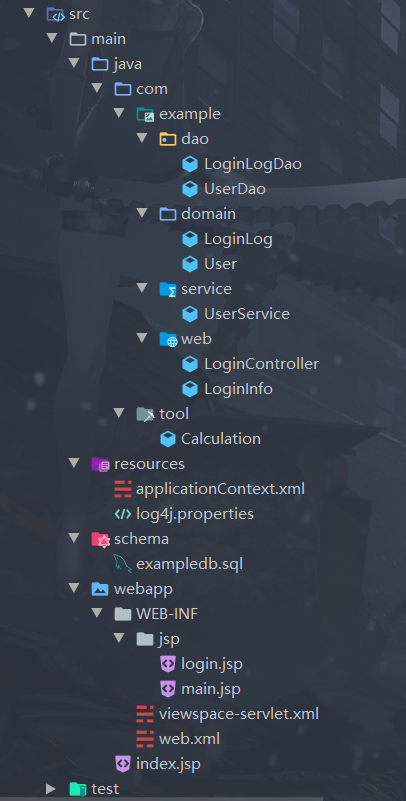 src
main
java
com
example
dao
LoginLogDao
UserDao
domain
LoginLog
User
service
UserService
web
LoginController
LoginInfo
tool
Calculation
resources
applicationContext.xml
log4j.properties
schema
exampledb.sql
webapp
WEB-INF
jsp
login.jsp
main.jsp
viewspace-servlet.xml
web.xml
index.jsp
test